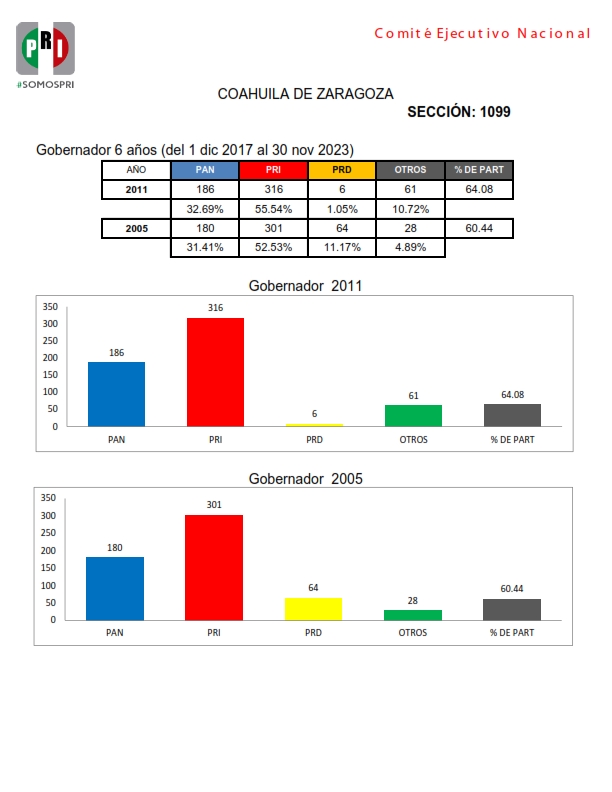 Comité Ejecutivo Nacional
PRI
#SOMOSPRI
COAHUILA DE ZARAGOZA
SECCIÓN: 1099
Gobernador 6 años (del 1 dic 2017 al 30 nov 2023)
AÑO PAN PRI PRD OTROS % DE PART
2011 186 316 6 61 64.08
32.69% 55.54% 1.05% 10.72%
2005 180 301 64 28 60.44
31.41% 52.53% 11.17% 4.89%
Gobernador 2011
350
300
250
200
150
100
50
0
186
316
6
61
64.08
PAN PRI PRD OTROS % DE PART
Gobernador 2005
350
300
250
200
150
100
50
0
180
301
64
28
60.44
PAN PRI PRD OTROS % DE PART